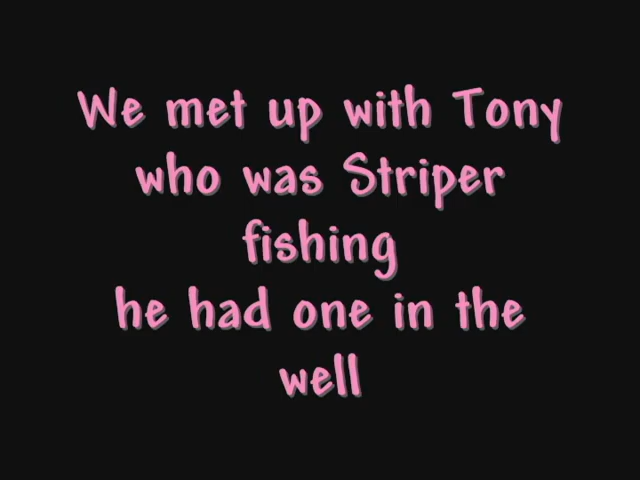 We met up with Tony
who was Striper
fishing
he had one in the
well